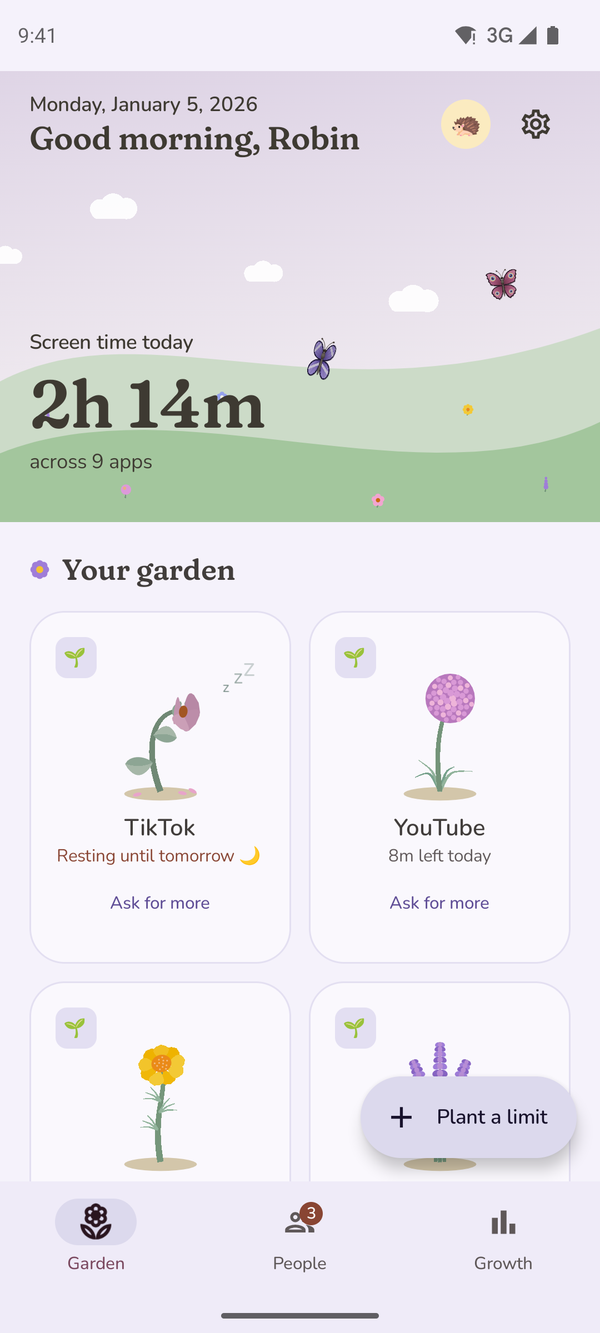 9:41
3G
Monday, January 5, 2026
Good morning, Robin
Screen time today
2h 14m
across 9 apps
Your garden
z z Z
TikTok
Resting until tomorrow 🌙
Ask for more
YouTube
8m left today
Ask for more
Plant a limit
3
Garden
People
Growth